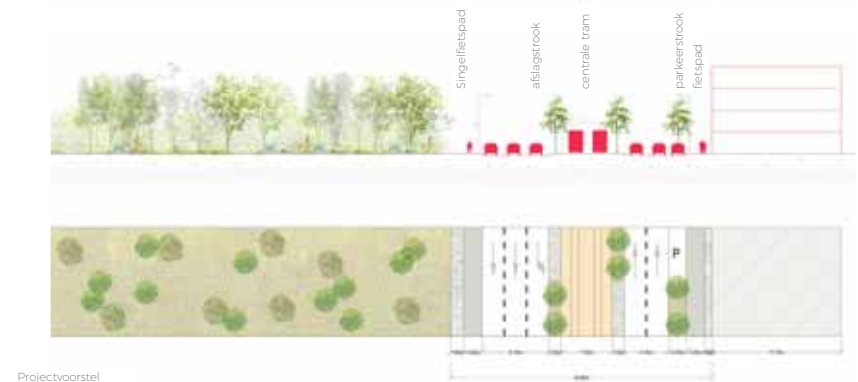 Singelfietspad
afslagstrook
centrale tram
parkeerstrook
fietspad
P
Projectvoorstel